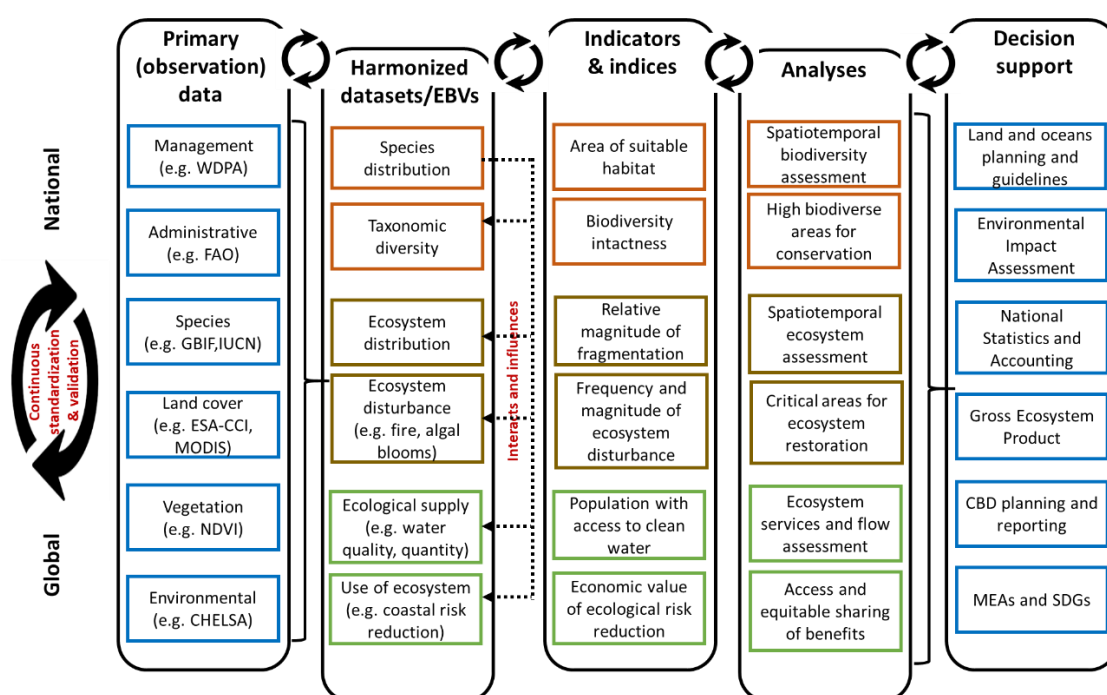 Primary
(observation)
data
Harmonized
datasets/EBVs
Indicators
& indices
Analyses
Decision
support
National
Continuous
standardization
& validation
Global
Management
(e.g. WDPA)
Administrative
(e.g. FAO)
Species
(e.g. GBIF,IUCN)
Land cover
(e.g. ESA-CCI,
MODIS)
Vegetation
(e.g. NDVI)
Environmental
(e.g. CHELSA)
Species
distribution
Taxonomic
diversity
Ecosystem
distribution
Ecosystem
disturbance
(e.g. fire, algal
blooms)
Ecological supply
(e.g. water
quality, quantity)
Use of ecosystem
(e.g. coastal risk
reduction)
Interacts and influences
Area of suitable
habitat
Biodiversity
intactness
Relative
magnitude of
fragmentation
Frequency and
magnitude of
ecosystem
disturbance
Population with
access to clean
water
Economic value
of ecological risk
reduction
Spatiotemporal
biodiversity
assessment
High biodiverse
areas for
conservation
Spatiotemporal
ecosystem
assessment
Critical areas for
ecosystem
restoration
Ecosystem
services and flow
assessment
Access and
equitable sharing
of benefits
Land and oceans
planning and
guidelines
Environmental
Impact
Assessment
National
Statistics and
Accounting
Gross Ecosystem
Product
CBD planning and
reporting
MEAs and SDGs